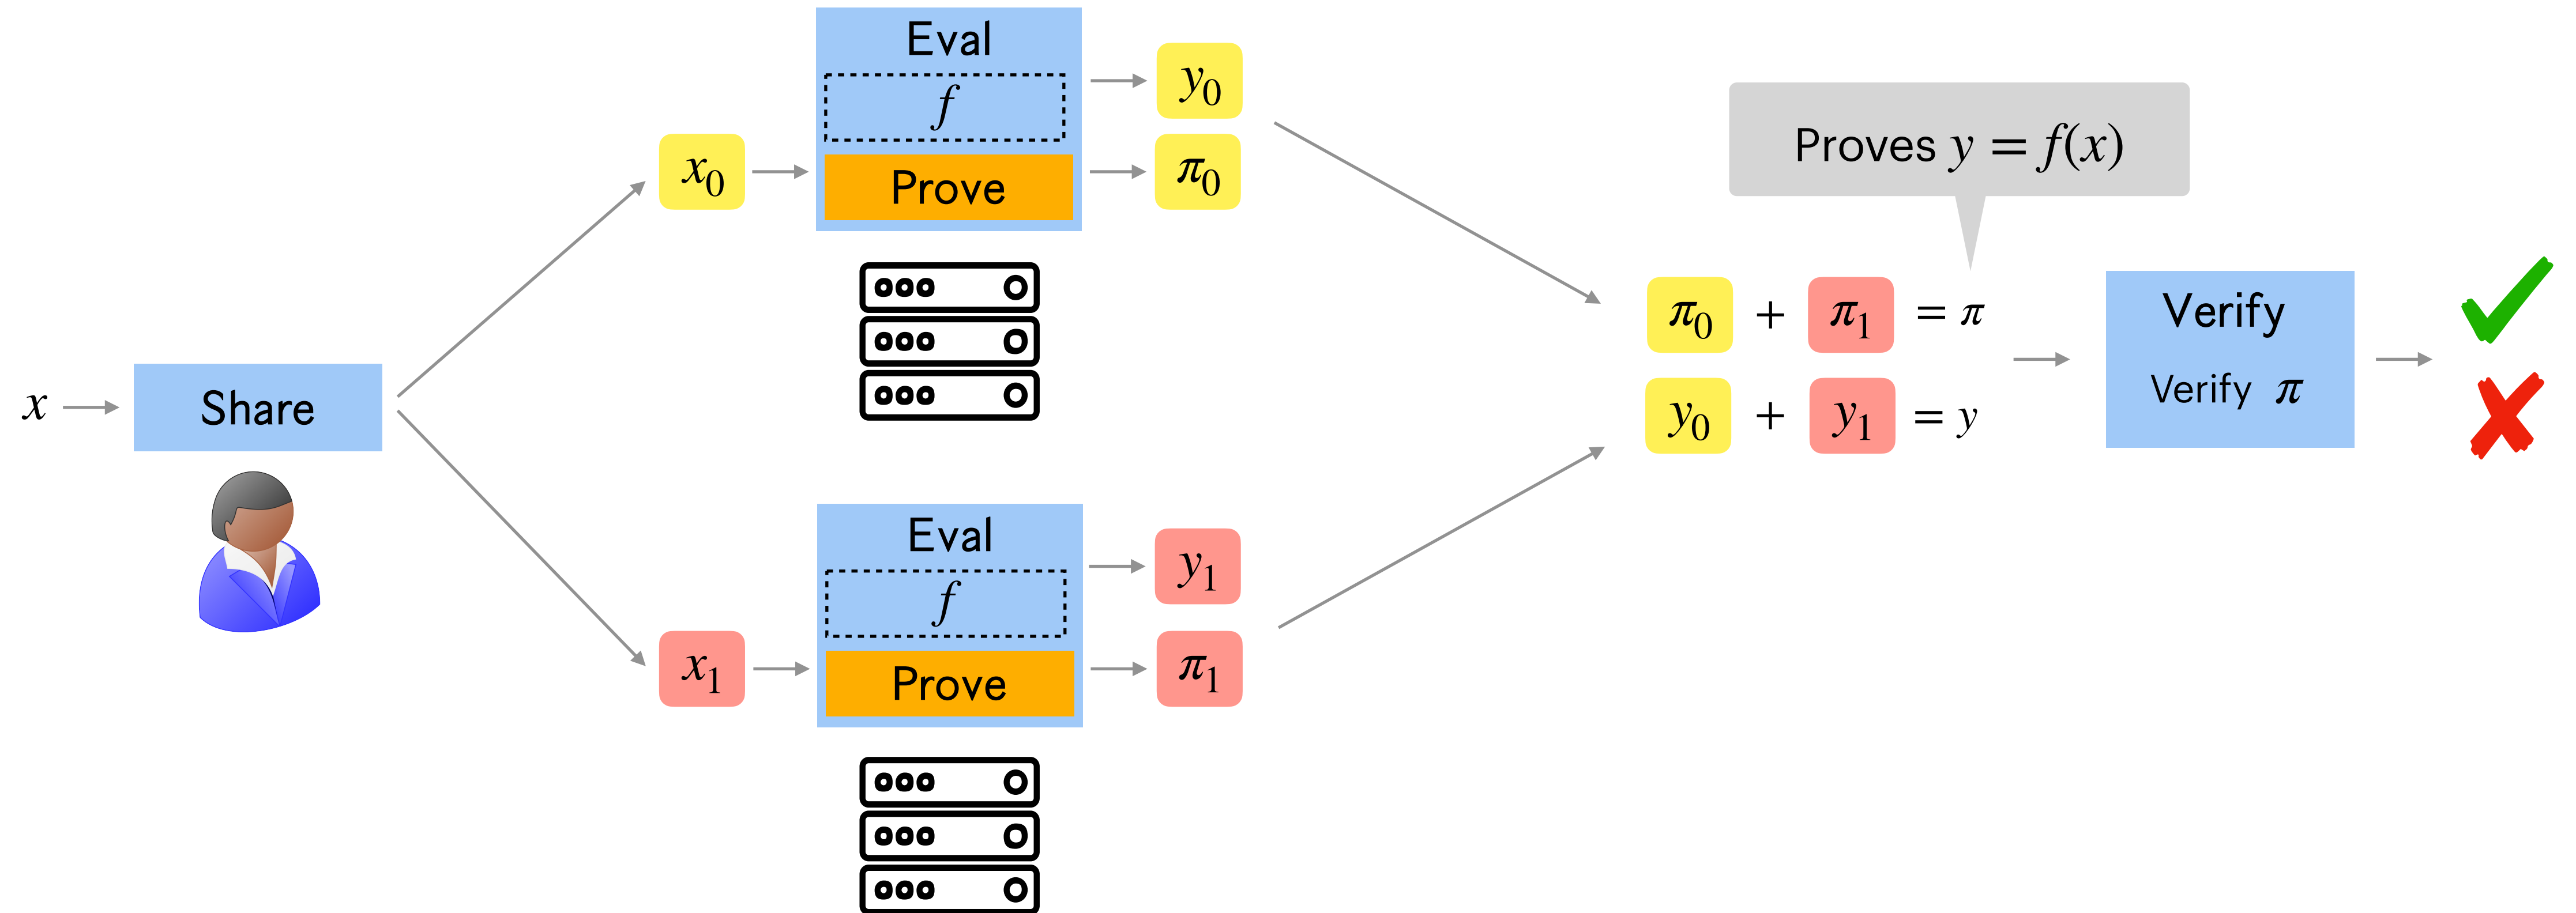 x
Share
x₀
Eval
f
Prove
y₀
π₀
x₁
Eval
f
Prove
y₁
π₁
Proves y = f(x)
π₀ + π₁ = π
y₀ + y₁ = y
Verify
Verify π